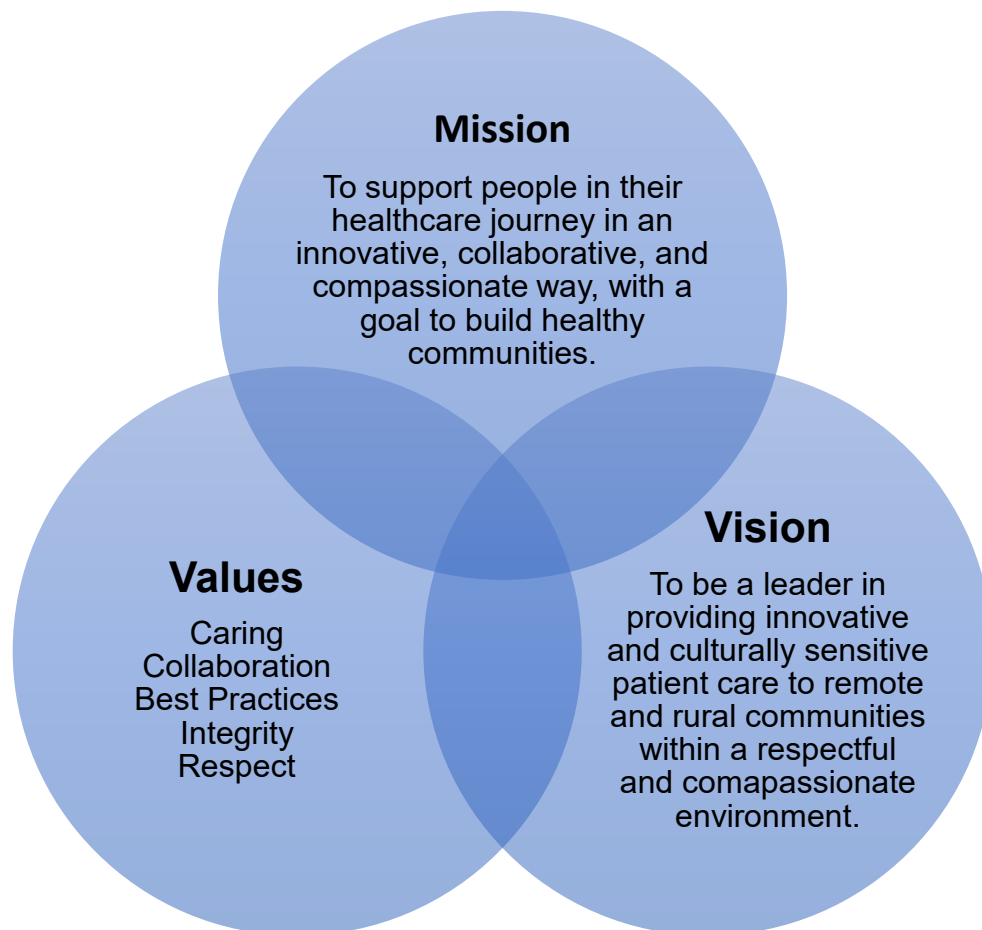 Mission
To support people in their
healthcare journey in an
innovative, collaborative, and
compassionate way, with a
goal to build healthy
communities.
Values
Caring
Collaboration
Best Practices
Integrity
Respect
Vision
To be a leader in
providing innovative
and culturally sensitive
patient care to remote
and rural communities
within a respectful
and comapassionate
environment.